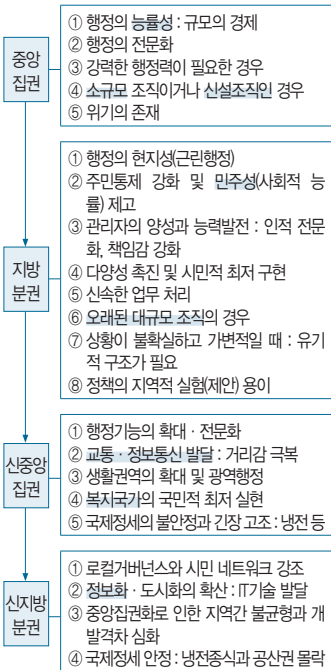 중앙
집권
① 행정의 능률성 : 규모의 경제
② 행정의 전문화
③ 강력한 행정력이 필요한 경우
④ 소규모 조직이거나 신설조직인 경우
⑤ 위기의 존재
지방
분권
① 행정의 현지성(근린행정)
② 주민통제 강화 및 민주성(사회적 능
률) 제고
③ 관리자의 양성과 능력발전 : 인적 전문
화, 책임감 강화
④ 다양성 촉진 및 시민적 최저 구현
⑤ 신속한 업무 처리
⑥ 오래된 대규모 조직의 경우
⑦ 상황이 불확실하고 가변적일 때 : 유기
적 구조가 필요
⑧ 정책의 지역적 실험(제안) 용이
신중앙
집권
① 행정기능의 확대 · 전문화
② 교통 · 정보통신 발달 : 거리감 극복
③ 생활권역의 확대 및 광역행정
④ 복지국가의 국민적 최저 실현
⑤ 국제정세의 불안정과 긴장 고조 : 냉전 등
신지방
분권
① 로컬거버넌스와 시민 네트워크 강조
② 정보화 · 도시화의 확산 : IT기술 발달
③ 중앙집권화로 인한 지역간 불균형과 개
발격차 심화
④ 국제정세 안정 : 냉전종식과 공산권 몰락